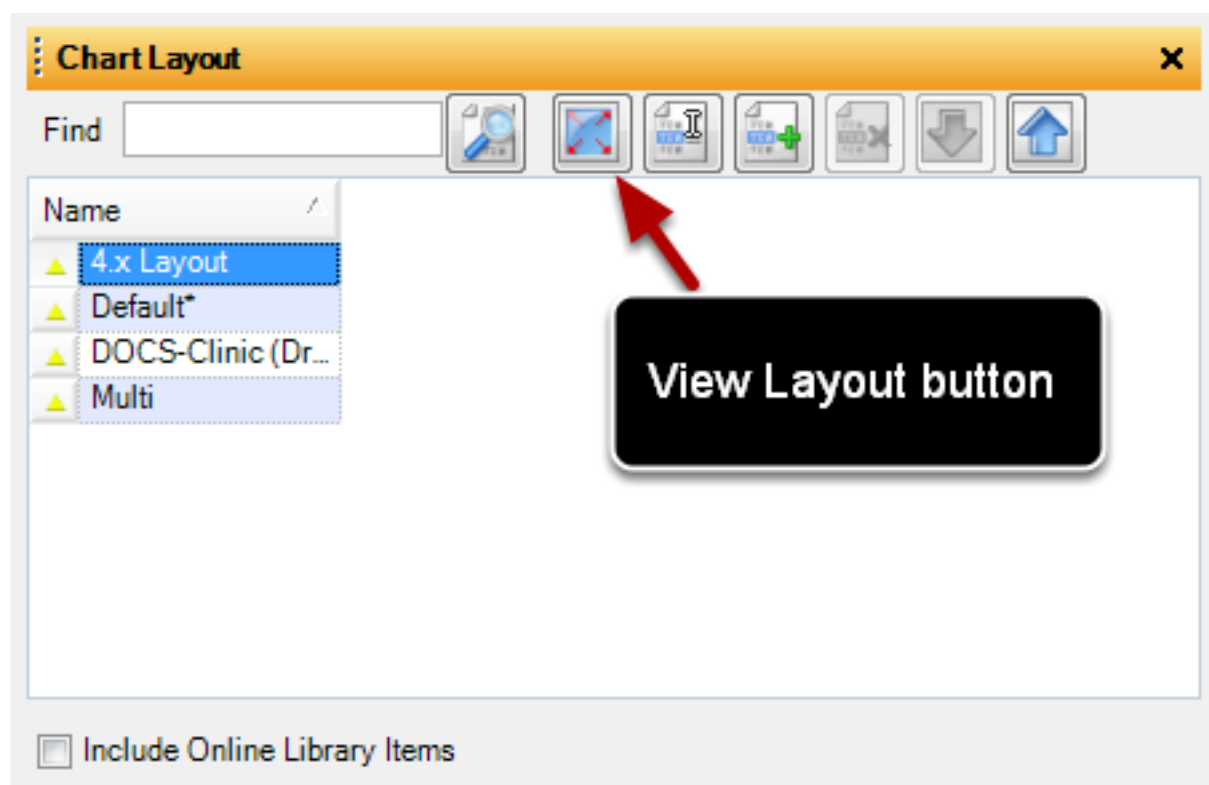 Chart Layout
Find
Name
4.x Layout
Default*
DOCS-Clinic (Dr...
Multi
View Layout button
Include Online Library Items